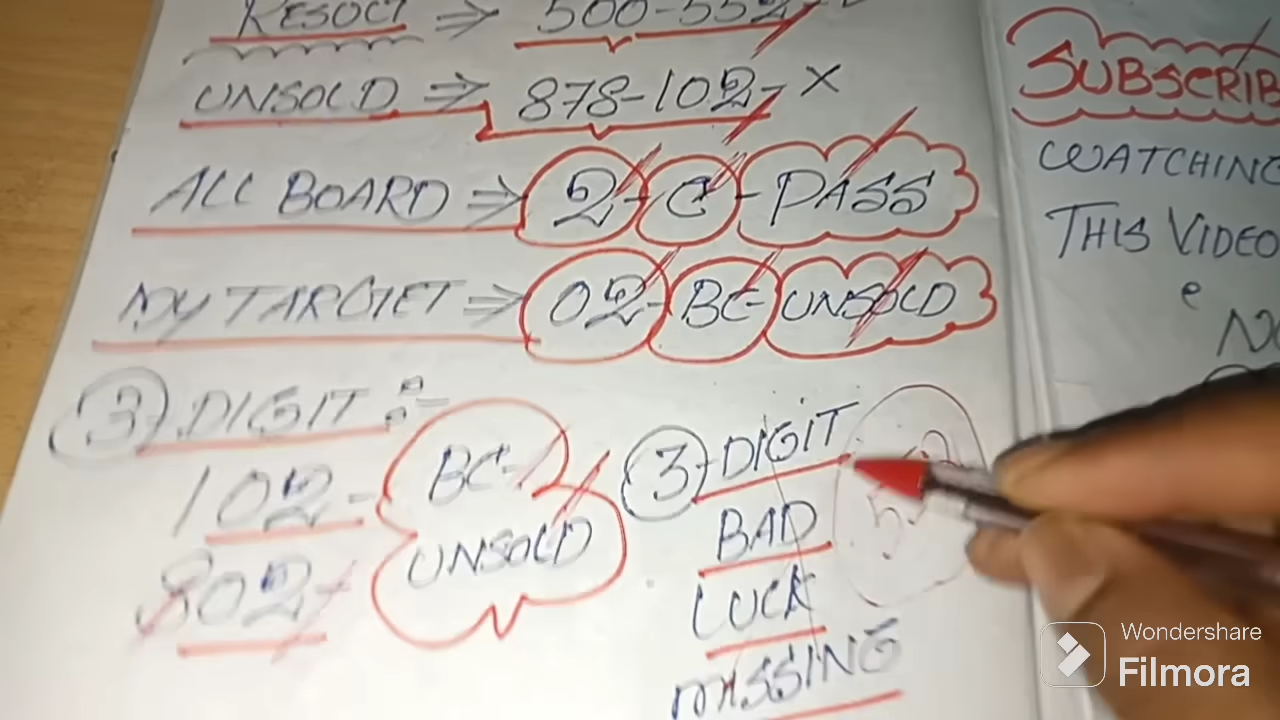 RESULT ⇒ 500-552-
UNSOLD ⇒ 878-102- X
ALL BOARD ⇒ 2-C-PASS
MY TARGET ⇒ 02-BC-UNSOLD
3-DIGIT :-
102-
802-
BC-
UNSOLD
3-DIGIT
BAD
LUCK
MISSING
SUBSCRIB
WATCHING
THIS VIDEO
Wondershare
Filmora